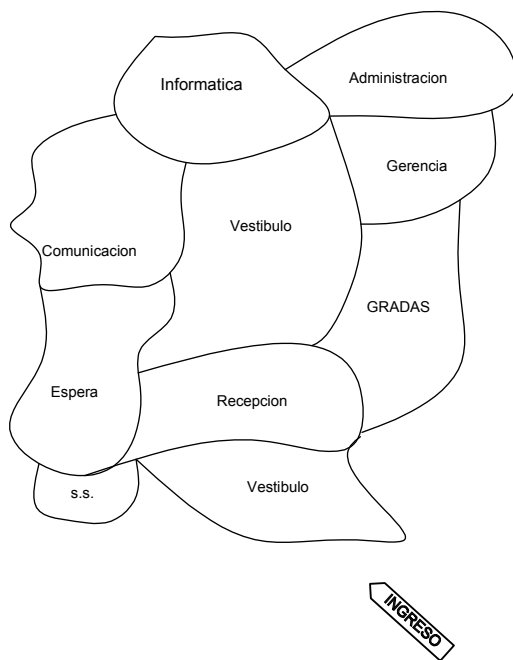 Informatica
Administracion
Gerencia
Vestibulo
Comunicacion
GRADAS
Espera
Recepcion
s.s.
Vestibulo
INGRESO